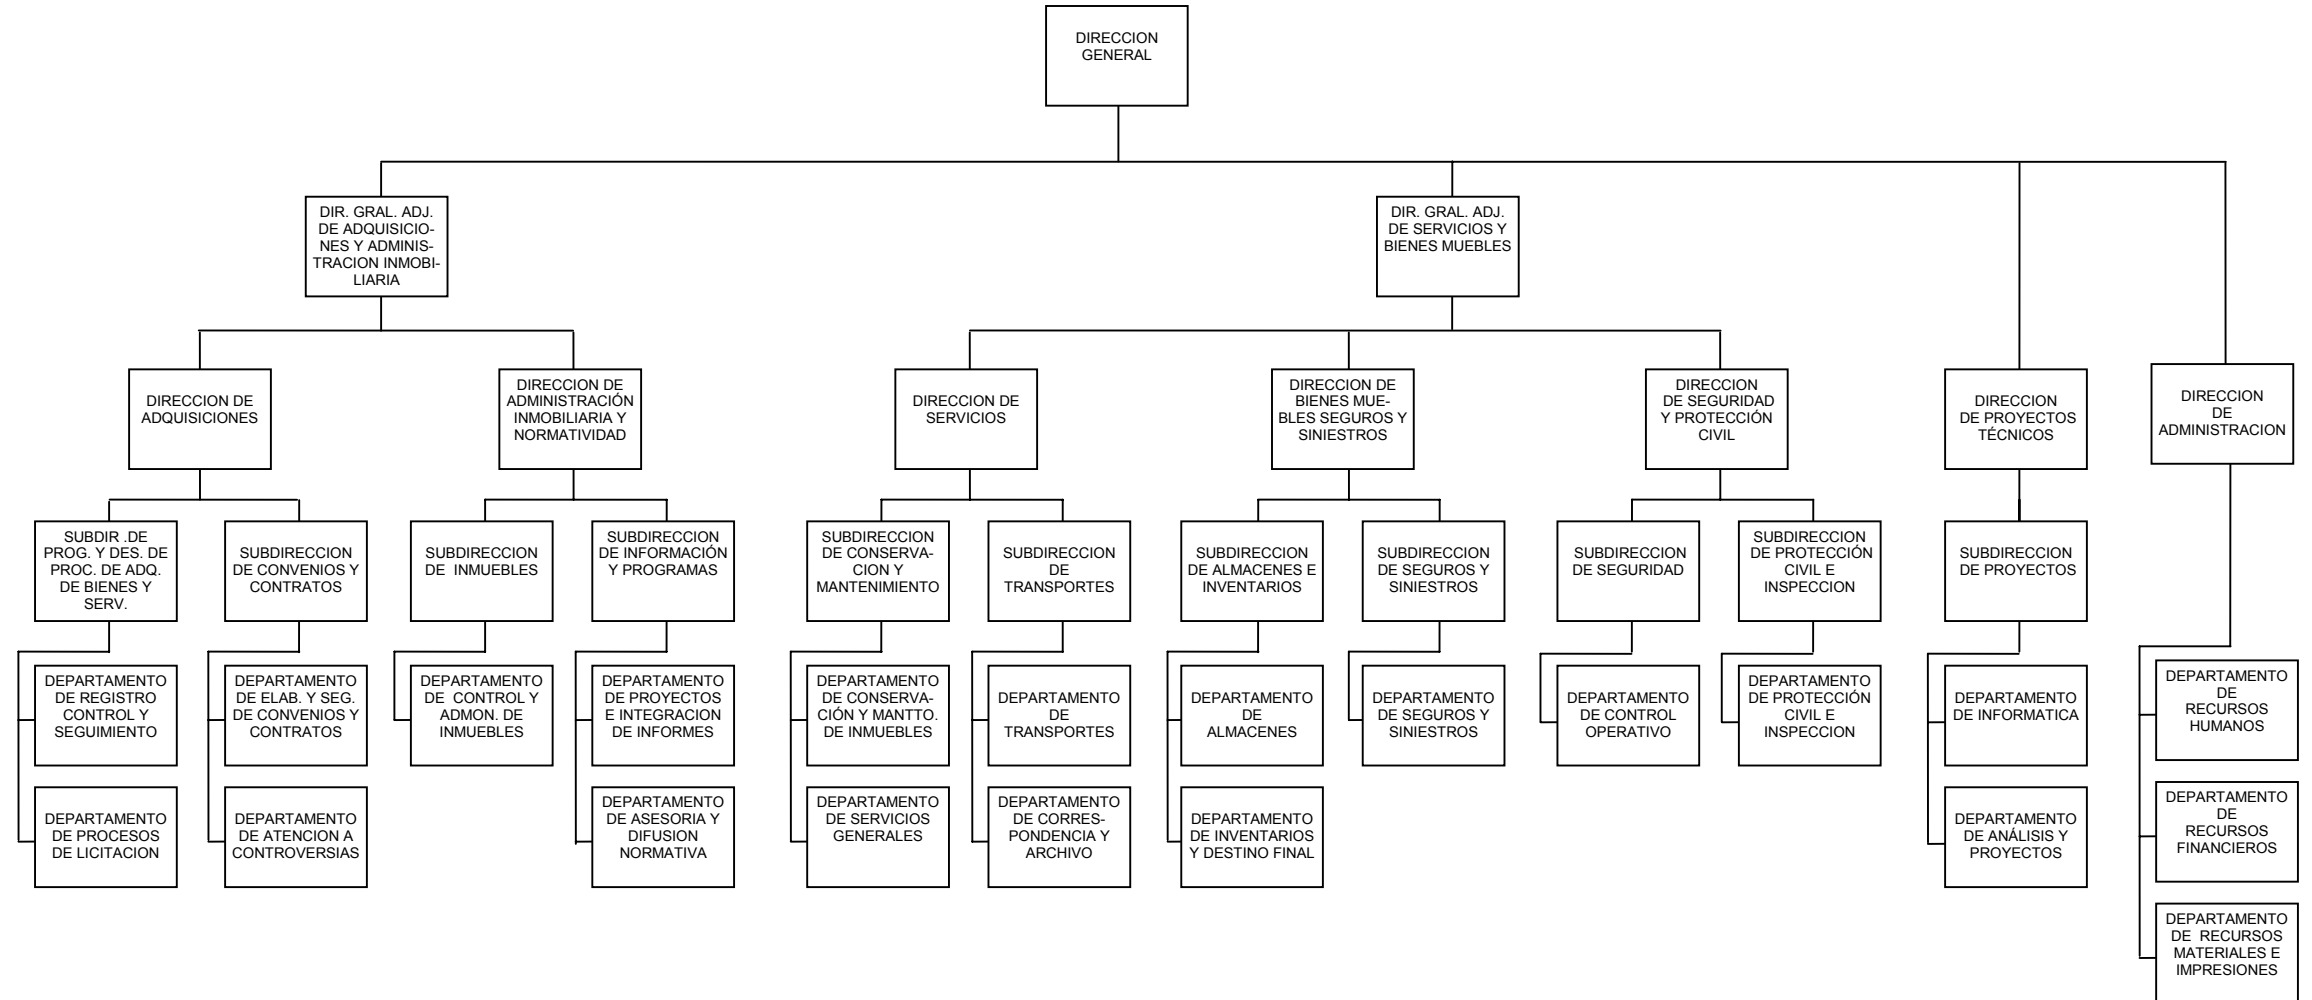 DIRECCION
GENERAL
DIR. GRAL. ADJ.
DE ADQUISICIO-
NES Y ADMINIS-
TRACION INMOBI-
LIARIA
DIR. GRAL. ADJ.
DE SERVICIOS Y
BIENES MUEBLES
DIRECCION DE
ADQUISICIONES
DIRECCION DE
ADMINISTRACIÓN
INMOBILIARIA Y
NORMATIVIDAD
DIRECCION DE
SERVICIOS
DIRECCION DE
BIENES MUE-
BLES SEGUROS Y
SINIESTROS
DIRECCION
DE SEGURIDAD
Y PROTECCIÓN
CIVIL
DIRECCION
DE PROYECTOS
TÉCNICOS
DIRECCION
DE
ADMINISTRACION
SUBDIR .DE
PROG. Y DES. DE
PROC. DE ADQ.
DE BIENES Y
SERV.
SUBDIRECCION
DE CONVENIOS Y
CONTRATOS
SUBDIRECCION
DE  INMUEBLES
SUBDIRECCION
DE INFORMACIÓN
Y PROGRAMAS
SUBDIRECCION
DE CONSERVA-
CION Y
MANTENIMIENTO
SUBDIRECCION
DE
TRANSPORTES
SUBDIRECCION
DE ALMACENES E
INVENTARIOS
SUBDIRECCION
DE SEGUROS Y
SINIESTROS
SUBDIRECCION
DE SEGURIDAD
SUBDIRECCION
DE PROTECCIÓN
CIVIL E
INSPECCION
SUBDIRECCION
DE PROYECTOS
DEPARTAMENTO
DE REGISTRO
CONTROL Y
SEGUIMIENTO
DEPARTAMENTO
DE ELAB. Y SEG.
DE CONVENIOS Y
CONTRATOS
DEPARTAMENTO
DE  CONTROL Y
ADMON. DE
INMUEBLES
DEPARTAMENTO
DE PROYECTOS
E INTEGRACION
DE INFORMES
DEPARTAMENTO
DE CONSERVA-
CIÓN Y MANTTO.
DE INMUEBLES
DEPARTAMENTO
DE
TRANSPORTES
DEPARTAMENTO
DE
ALMACENES
DEPARTAMENTO
DE SEGUROS Y
SINIESTROS
DEPARTAMENTO
DE CONTROL
OPERATIVO
DEPARTAMENTO
DE PROTECCIÓN
CIVIL E
INSPECCION
DEPARTAMENTO
DE INFORMATICA
DEPARTAMENTO
DE
RECURSOS
HUMANOS
DEPARTAMENTO
DE PROCESOS
DE LICITACION
DEPARTAMENTO
DE ATENCION A
CONTROVERSIAS
DEPARTAMENTO
DE ASESORIA Y
DIFUSION
NORMATIVA
DEPARTAMENTO
DE SERVICIOS
GENERALES
DEPARTAMENTO
DE CORRES-
PONDENCIA Y
ARCHIVO
DEPARTAMENTO
DE INVENTARIOS
Y DESTINO FINAL
DEPARTAMENTO
DE ANÁLISIS Y
PROYECTOS
DEPARTAMENTO
DE
RECURSOS
FINANCIEROS
DEPARTAMENTO
DE  RECURSOS
MATERIALES E
IMPRESIONES